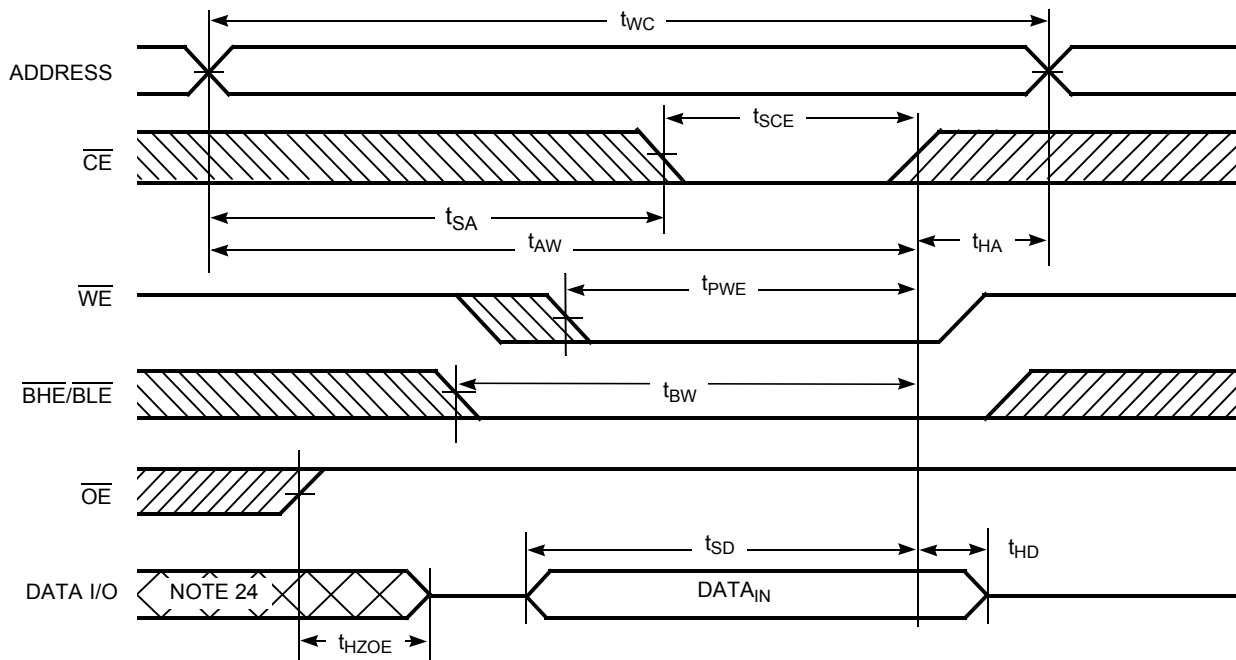 tWC
ADDRESS
tSCE
CE
tSA
tAW
tHA
WE
tPWE
BHE/BLE
tBW
OE
tSD
tHD
DATA I/O
NOTE 24
DATAIN
tHZOE